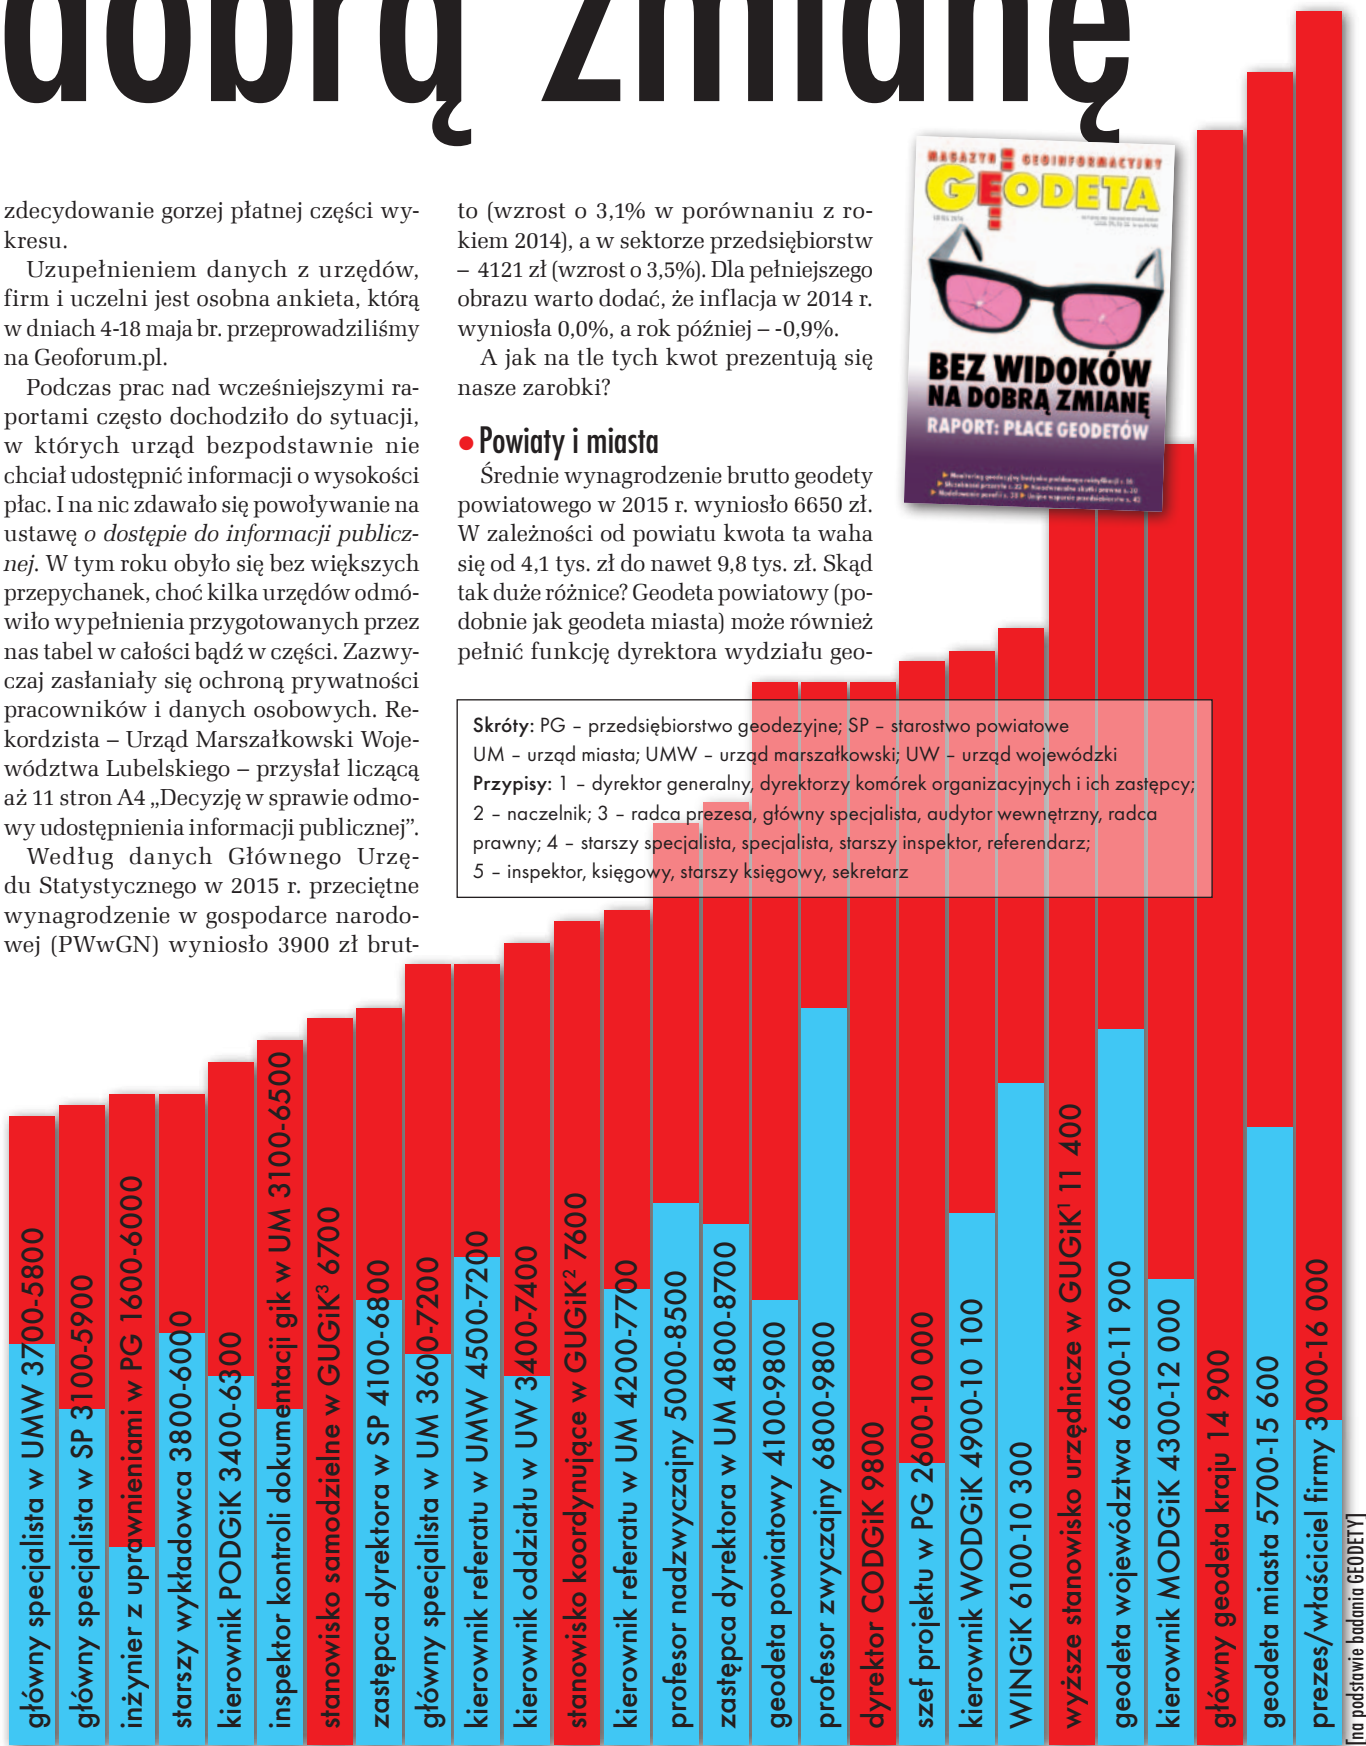 dobrą zmianę
zdecydowanie gorzej płatnej części wy-
kresu.
Uzupełnieniem danych z urzędów,
firm i uczelni jest osobna ankieta, którą
w dniach 4-18 maja br. przeprowadziliśmy
na Geoforum.pl.
Podczas prac nad wcześniejszymi ra-
portami często dochodziło do sytuacji,
w których urząd bezpodstawnie nie
chciał udostępnić informacji o wysokości
płac. I na nic zdawało się powoływanie na
ustawę o dostępie do informacji publicz-
nej. W tym roku obyło się bez większych
przepychanek, choć kilka urzędów odmó-
wiło wypełnienia przygotowanych przez
nas tabel w całości bądź w części. Zazwy-
czaj zasłaniały się ochroną prywatności
pracowników i danych osobowych. Re-
kordzista – Urząd Marszałkowski Woje-
wództwa Lubelskiego – przysłał liczącą
aż 11 stron A4 „Decyzję w sprawie odmo-
wy udostępnienia informacji publicznej”.
Według danych Głównego Urzę-
du Statystycznego w 2015 r. przeciętne
wynagrodzenie w gospodarce narodo-
wej (PWwGN) wyniosło 3900 zł brut-
to (wzrost o 3,1% w porównaniu z ro-
kiem 2014), a w sektorze przedsiębiorstw
– 4121 zł (wzrost o 3,5%). Dla pełniejszego
obrazu warto dodać, że inflacja w 2014 r.
wyniosła 0,0%, a rok później – -0,9%.
A jak na tle tych kwot prezentują się
nasze zarobki?
● Powiaty i miasta
Średnie wynagrodzenie brutto geodety
powiatowego w 2015 r. wyniosło 6650 zł.
W zależności od powiatu kwota ta waha
się od 4,1 tys. zł do nawet 9,8 tys. zł. Skąd
tak duże różnice? Geodeta powiatowy (po-
dobnie jak geodeta miasta) może również
pełnić funkcję dyrektora wydziału geo-
MAGAZYN GEOINFORMACYJNY
GEODETA
BEZ WIDOKÓW
NA DOBRĄ ZMIANĘ
RAPORT: PŁACE GEODETÓW
Skróty: PG – przedsiębiorstwo geodezyjne; SP – starostwo powiatowe
UM – urząd miasta; UMW – urząd marszałkowski; UW – urząd wojewódzki
Przypisy: 1 – dyrektor generalny, dyrektorzy komórek organizacyjnych i ich zastępcy;
2 – naczelnik; 3 – radca prezesa, główny specjalista, audytor wewnętrzny, radca
prawny; 4 – starszy specjalista, specjalista, starszy inspektor, referendarz;
5 – inspektor, księgowy, starszy księgowy, sekretarz
główny specjalista w UMW 3700-5800
główny specjalista w SP 3100-5900
inżynier z uprawnieniami w PG 1600-6000
starszy wykładowca 3800-6000
kierownik PODGiK 3400-6300
inspektor kontroli dokumentacji gik w UM 3100-6500
stanowisko samodzielne w GUGiK³ 6700
zastępca dyrektora w SP 4100-6800
główny specjalista w UM 3600-7200
kierownik referatu w UMW 4500-7200
kierownik oddziału w UW 3400-7400
stanowisko koordynujące w GUGiK² 7600
kierownik referatu w UM 4200-7700
profesor nadzwyczajny 5000-8500
zastępca dyrektora w UM 4800-8700
geodeta powiatowy 4100-9800
profesor zwyczajny 6800-9800
dyrektor CODGiK 9800
szef projektu w PG 2600-10 000
kierownik WODGiK 4900-10 100
WINGiK 6100-10 300
wyższe stanowisko urzędnicze w GUGiK¹ 11 400
geodeta województwa 6600-11 900
kierownik MODGiK 4300-12 000
główny geodeta kraju 14 900
geodeta miasta 5700-15 600
prezes/właściciel firmy 3000-16 000
[na podstawie badania GEODETY]